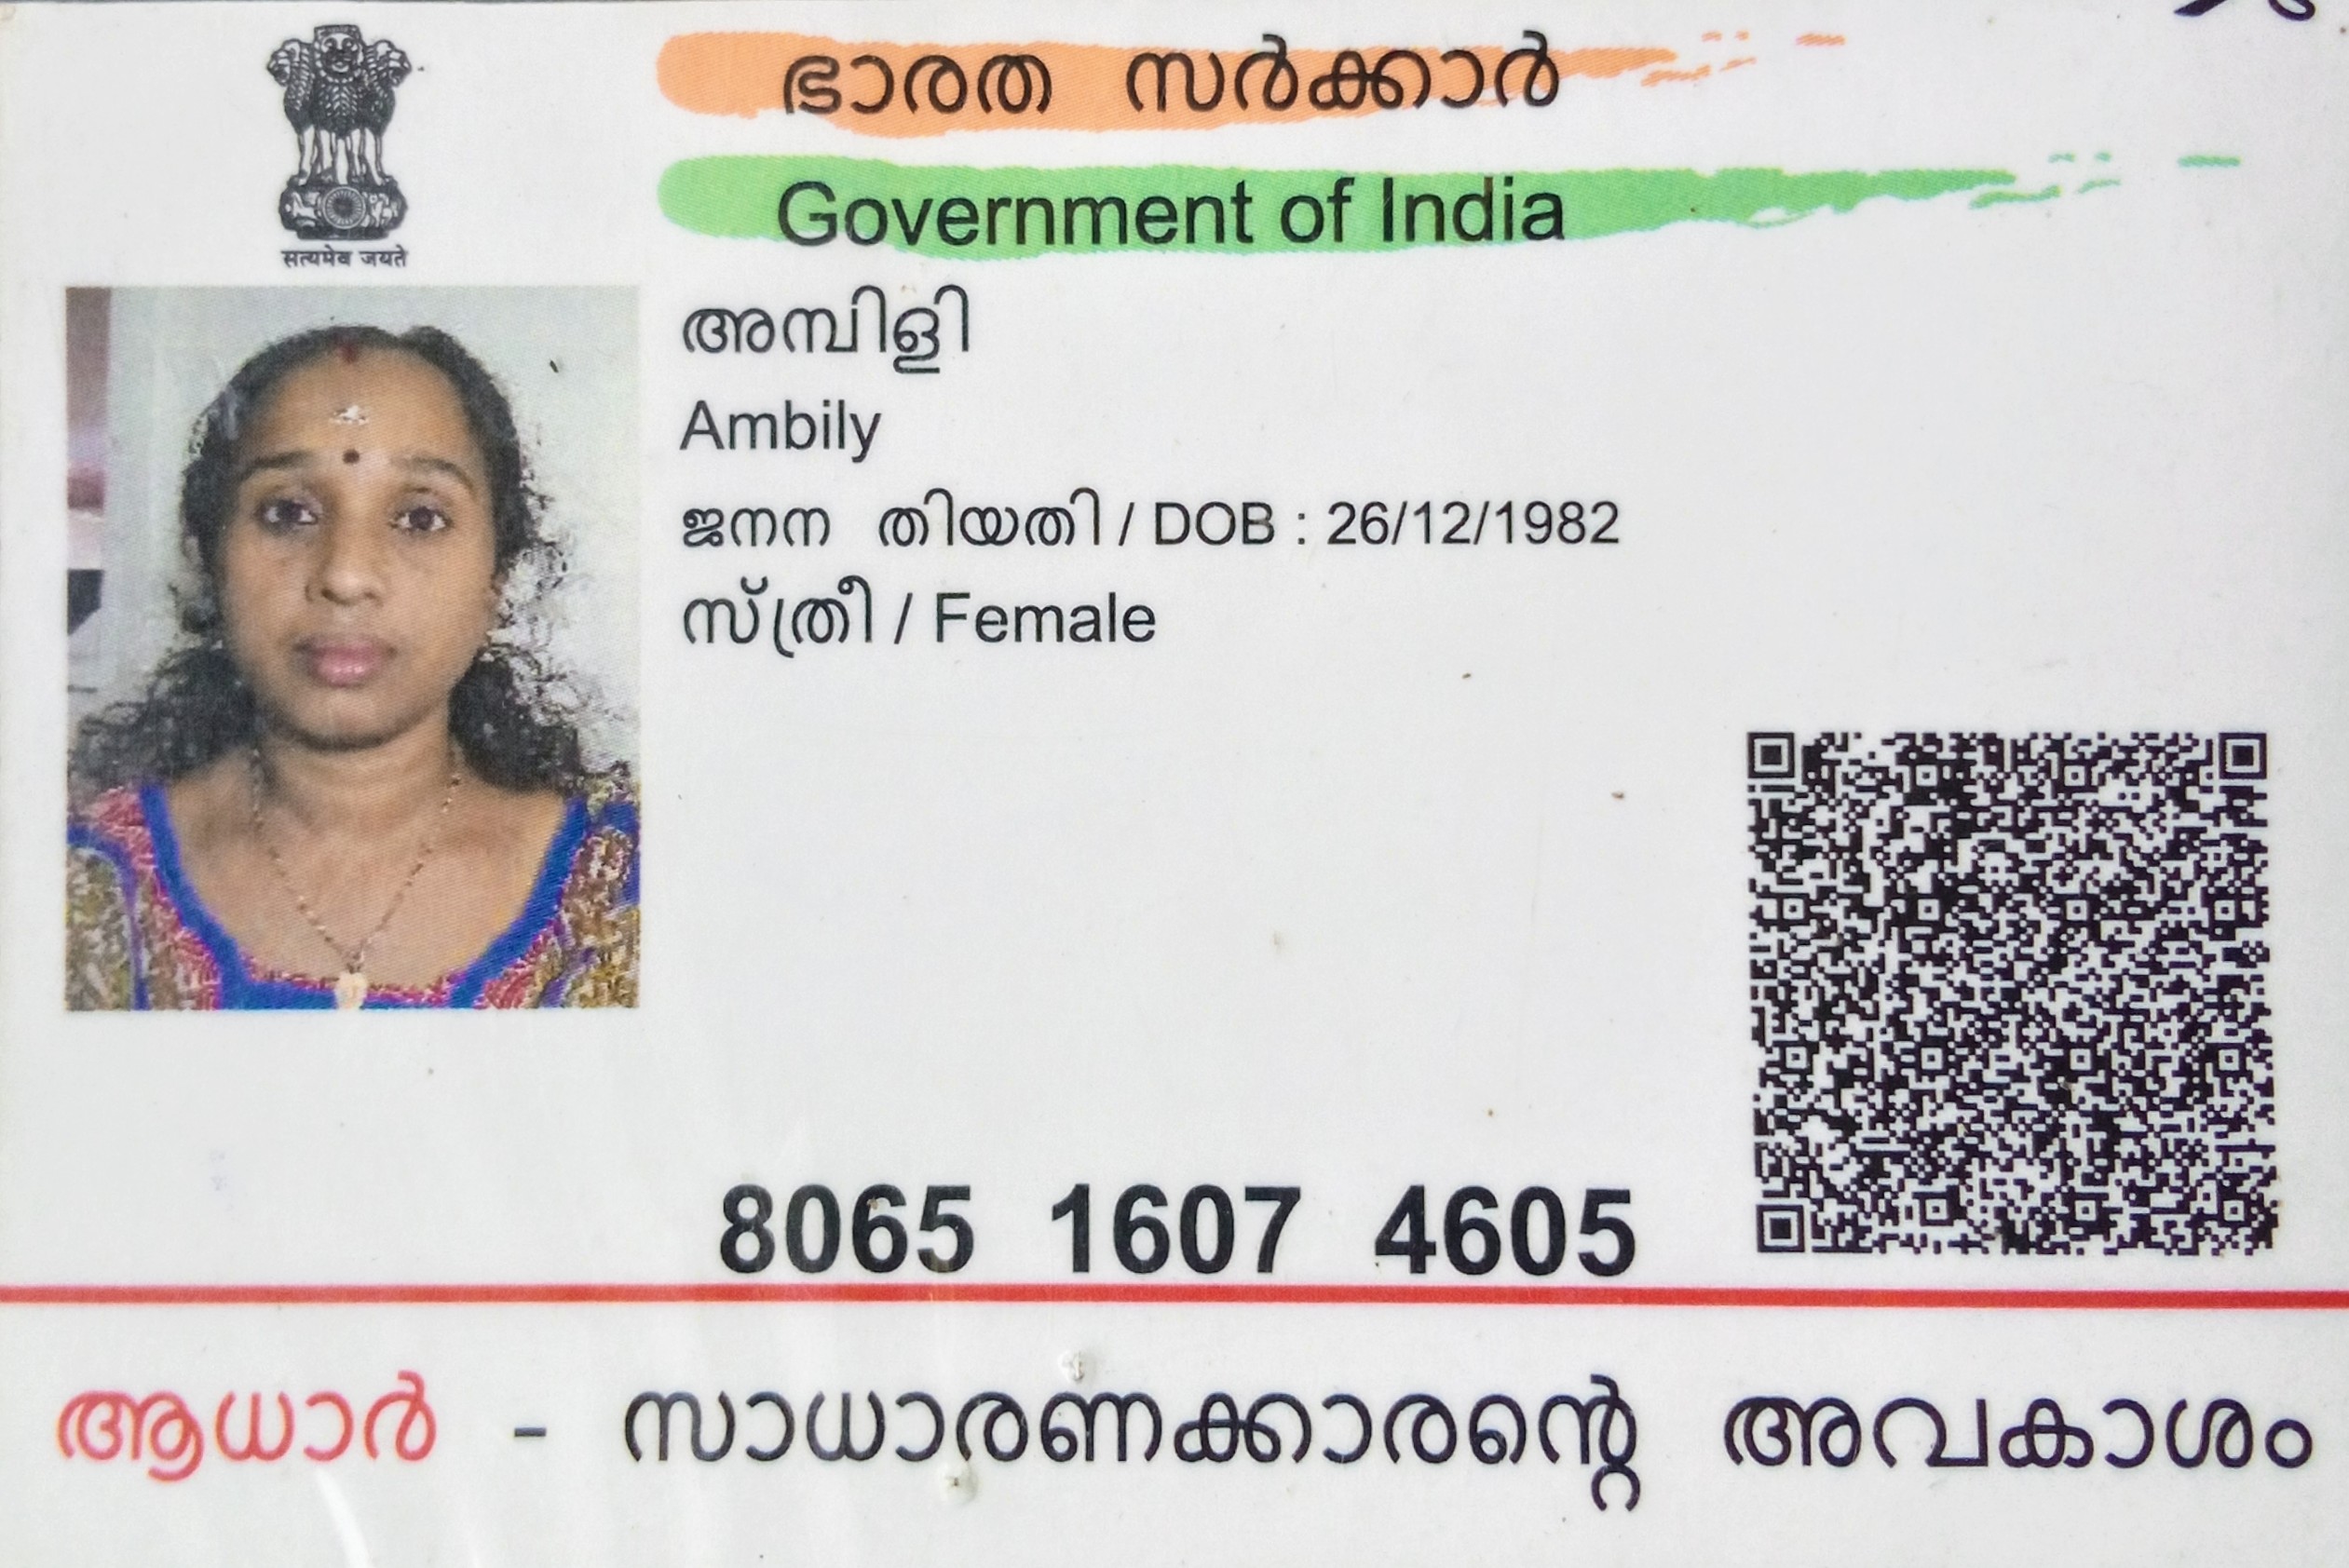 ഭാരത സർക്കാർ
Government of India
सत्यमेव जयते
അമ്പിളി
Ambily
ജനന തിയതി / DOB : 26/12/1982
സ്ത്രീ / Female
8065 1607 4605
ആധാർ - സാധാരണക്കാരന്റെ അവകാശം